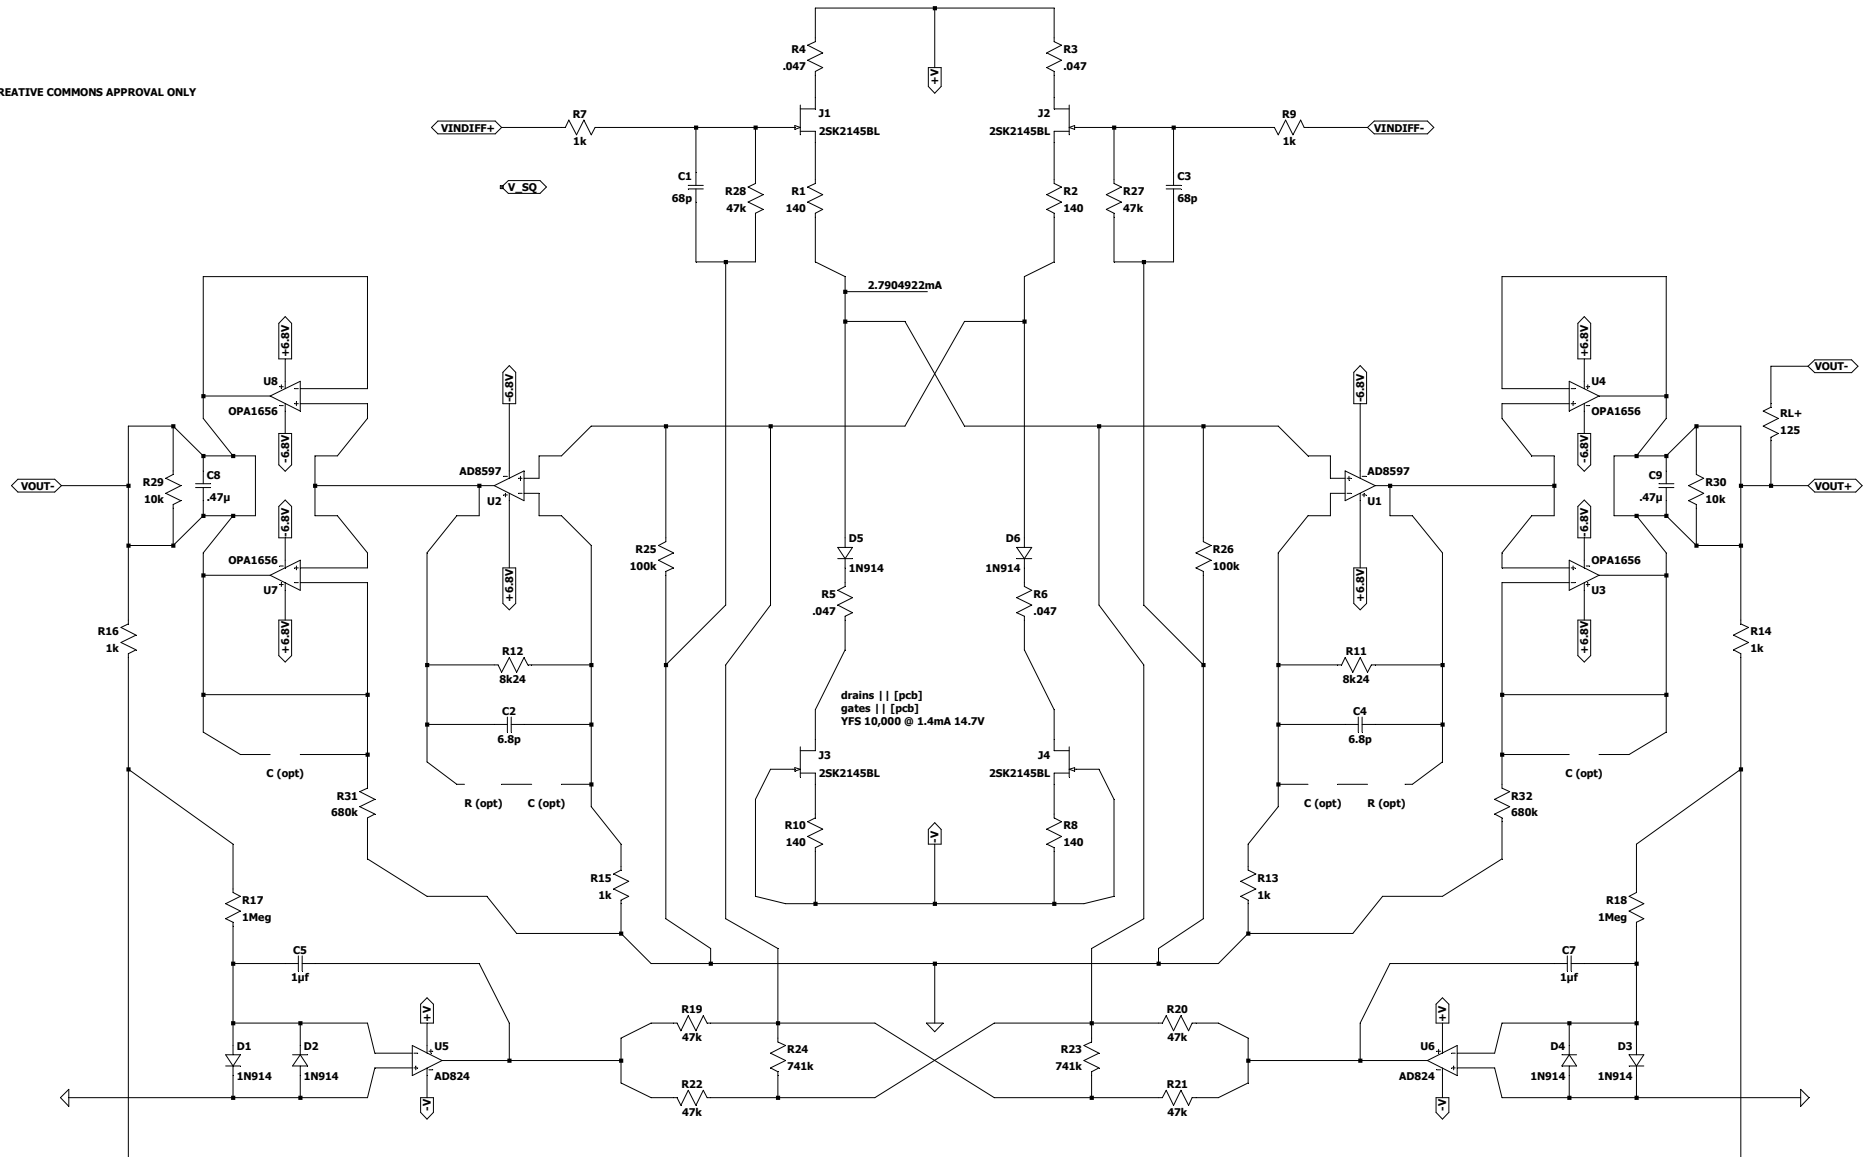 REATIVE COMMONS APPROVAL ONLY
R4
.047
R3
.047
+V
VINDIFF+
R7
1k
J1
2SK2145BL
J2
2SK2145BL
R9
1k
VINDIFF-
V_SQ
C1
68p
R28
47k
R1
140
R2
140
R27
47k
C3
68p
2.7904922mA
+6.8V
U8
OPA1656
-6.8V
-6.8V
+6.8V
U4
OPA1656
-6.8V
-6.8V
VOUT-
RL+
125
VOUT-
R29
10k
C8
.47µ
AD8597
U2
AD8597
U1
C9
.47µ
R30
10k
VOUT+
-6.8V
OPA1656
U7
+6.8V
+6.8V
R25
100k
D5
1N914
D6
1N914
R26
100k
+6.8V
-6.8V
OPA1656
U3
+6.8V
R5
.047
R6
.047
R16
1k
R14
1k
R12
8k24
R11
8k24
C2
6.8p
C4
6.8p
drains || [pcb]
gates || [pcb]
YFS 10,000 @ 1.4mA 14.7V
J3
2SK2145BL
J4
2SK2145BL
C (opt)
R31
680k
R (opt)
C (opt)
C (opt)
R (opt)
C (opt)
R32
680k
R10
140
-V
R8
140
R15
1k
R13
1k
R17
1Meg
R18
1Meg
C5
1µf
C7
1µf
+V
+V
D1
1N914
D2
1N914
U5
AD824
-V
R19
47k
R24
741k
R22
47k
R20
47k
R23
741k
R21
47k
U6
AD824
-V
D4
1N914
D3
1N914